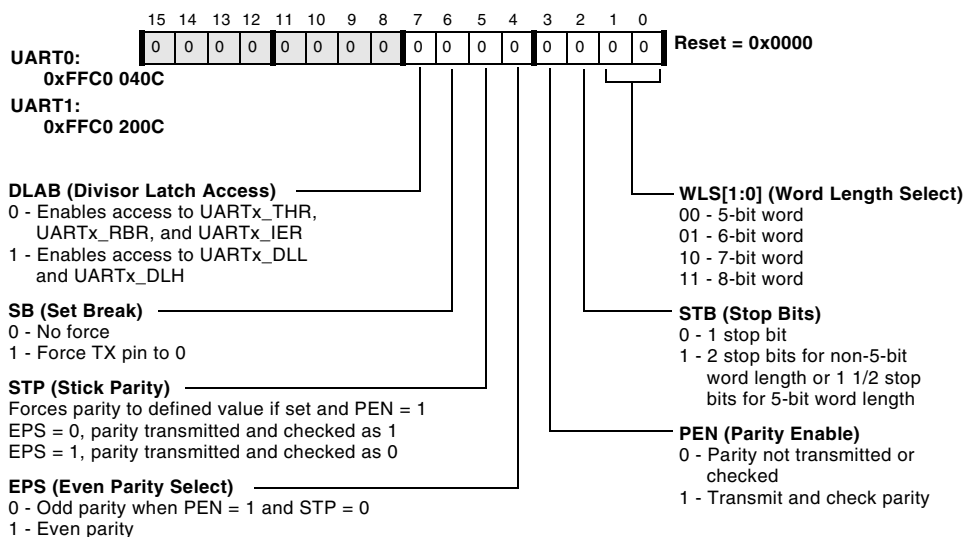 15 14 13 12 11 10 9 8 7 6 5 4 3 2 1 0
0 0 0 0 0 0 0 0 0 0 0 0 0 0 0 0
Reset = 0x0000
UART0:
0xFFC0 040C
UART1:
0xFFC0 200C
DLAB (Divisor Latch Access)
0 - Enables access to UARTx_THR,
UARTx_RBR, and UARTx_IER
1 - Enables access to UARTx_DLL
and UARTx_DLH
SB (Set Break)
0 - No force
1 - Force TX pin to 0
STP (Stick Parity)
Forces parity to defined value if set and PEN = 1
EPS = 0, parity transmitted and checked as 1
EPS = 1, parity transmitted and checked as 0
EPS (Even Parity Select)
0 - Odd parity when PEN = 1 and STP = 0
1 - Even parity
WLS[1:0] (Word Length Select)
00 - 5-bit word
01 - 6-bit word
10 - 7-bit word
11 - 8-bit word
STB (Stop Bits)
0 - 1 stop bit
1 - 2 stop bits for non-5-bit
word length or 1 1/2 stop
bits for 5-bit word length
PEN (Parity Enable)
0 - Parity not transmitted or
checked
1 - Transmit and check parity